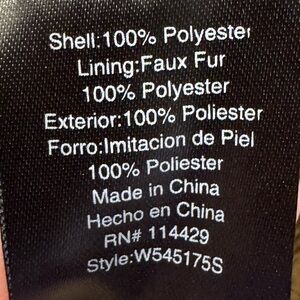 Shell:100% Polyester
Lining:Faux Fur
100% Polyester
Exterior:100% Poliester
Forro:Imitacion de Piel
100% Poliester
Made in China
Hecho en China
RN# 114429
Style:W545175S